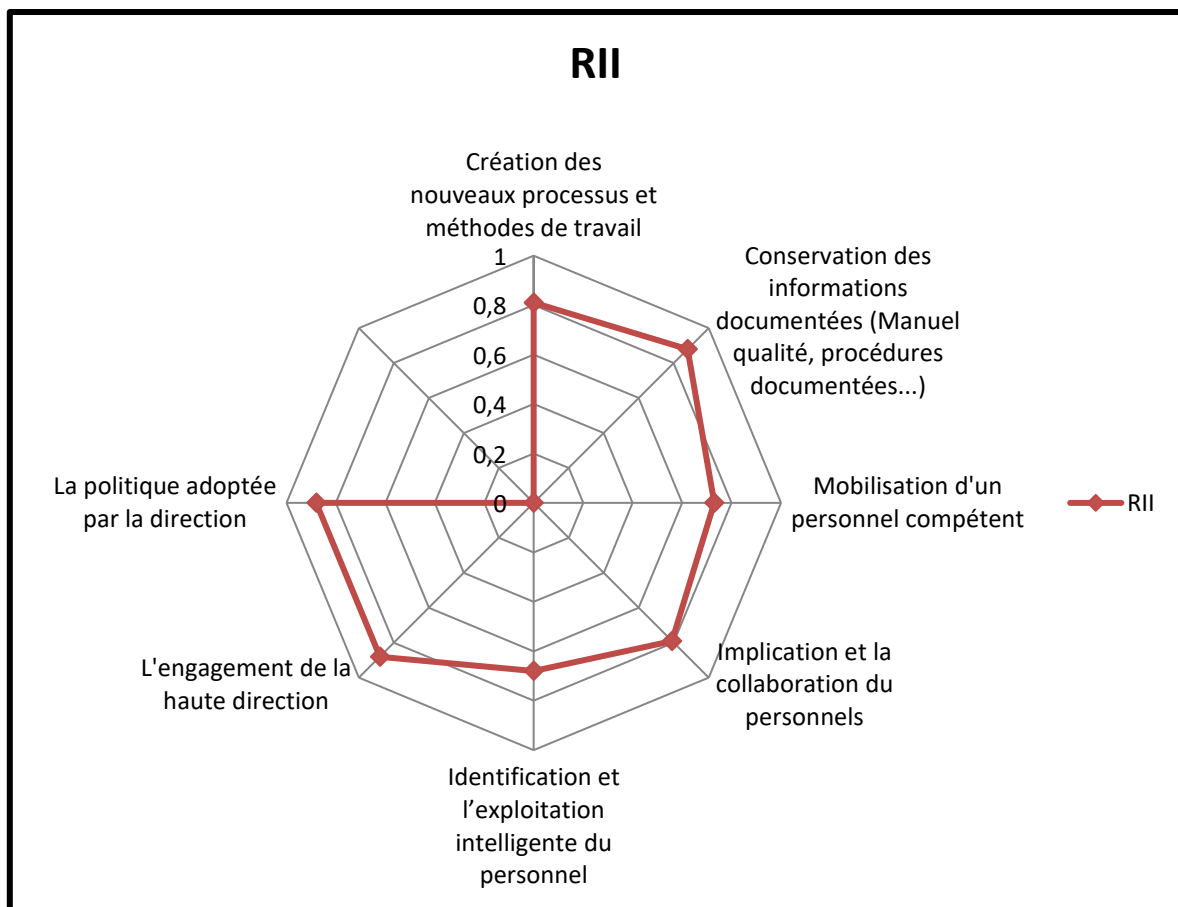 RII
Création des
nouveaux processus et
méthodes de travail
Conservation des
informations
documentées (Manuel
qualité, procédures
documentées...)
Mobilisation d'un
personnel compétent
Implication et la
collaboration du
personnels
Identification et
l’exploitation
intelligente du
personnel
L'engagement de la
haute direction
La politique adoptée
par la direction
1
0,8
0,6
0,4
0,2
0
RII